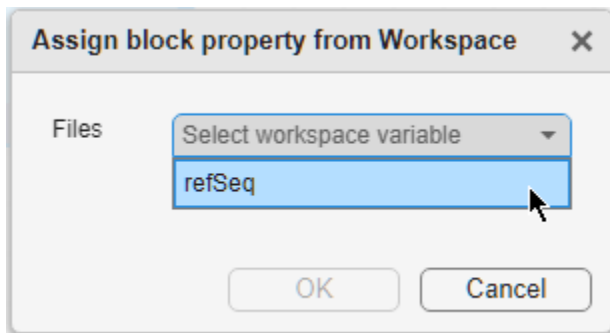 Assign block property from Workspace
Files
Select workspace variable
refSeq
OK
Cancel